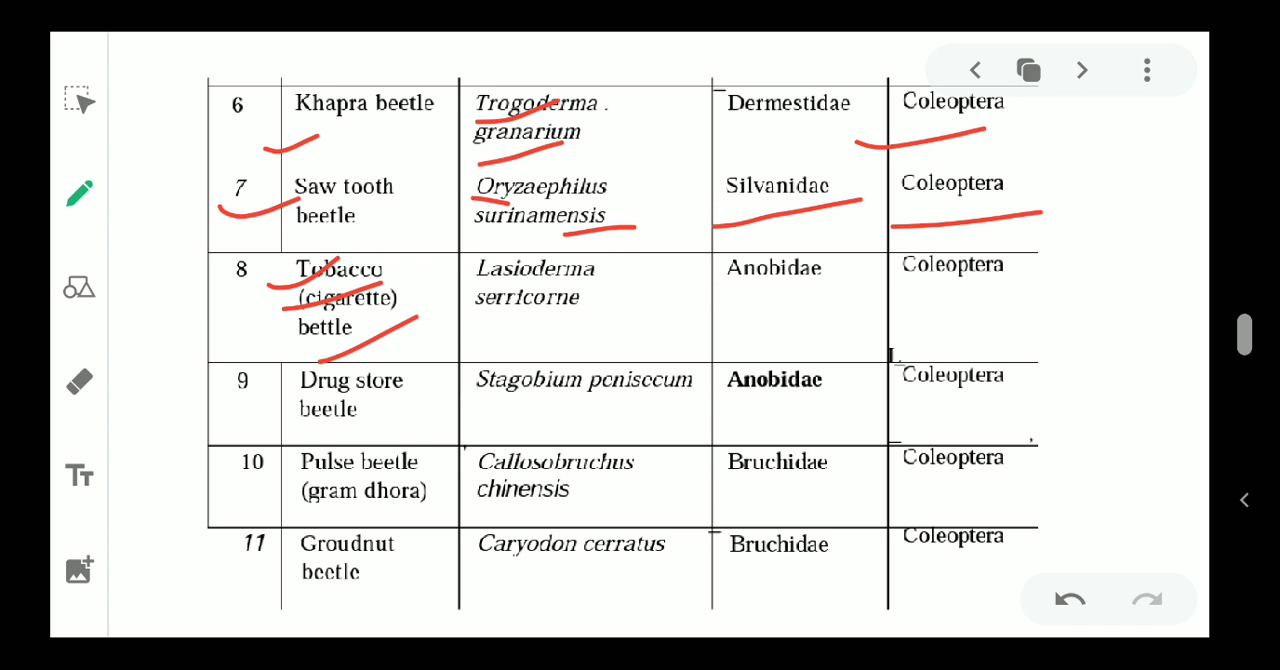 6 Khapra beetle Trogoderma . Dermestidae Coleoptera
granarium
7 Saw tooth Oryzaephilus Silvanidae Coleoptera
beetle surinamensis
8 Tobacco Lasioderma Anobidae Coleoptera
(cigarette) serricorne
bettle
9 Drug store Stagobium peniseccum Anobidae Coleoptera
beetle
10 Pulse beetle Callosobruchus Bruchidae Coleoptera
(gram dhora) chinensis
11 Groudnut Caryodon cerratus Bruchidae Coleoptera
beetle
TT